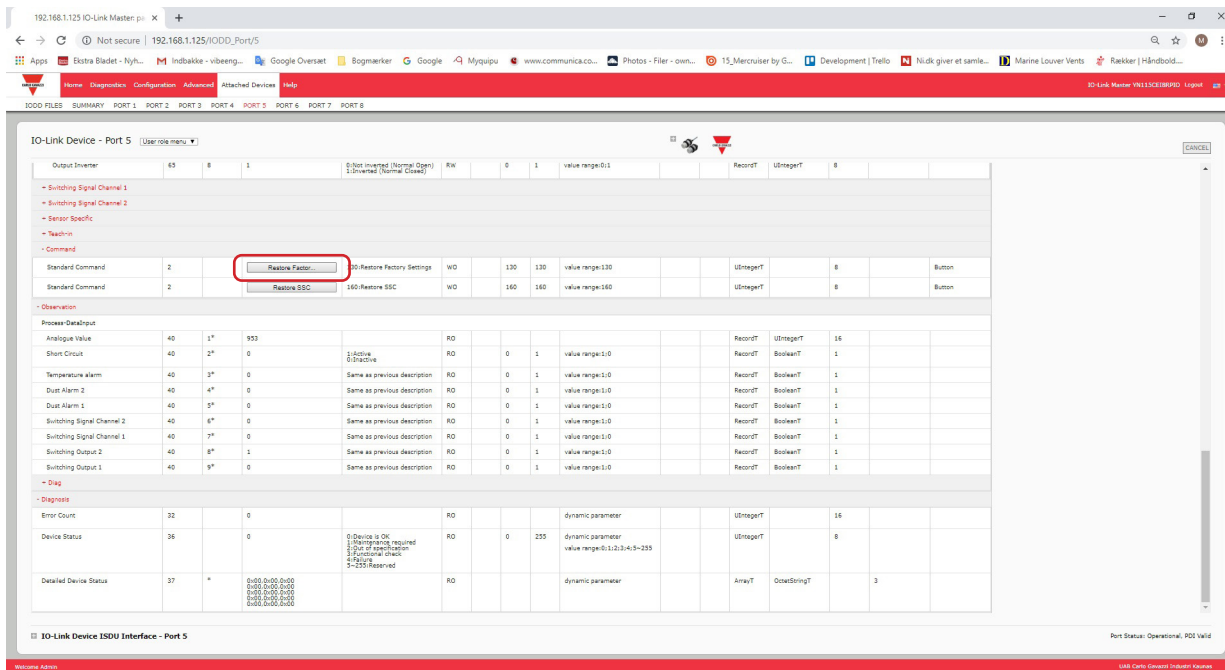 192.168.1.125 IO-Link Master: pa
Not secure | 192.168.1.125/IODD_Port/5
Apps Ekstra Bladet - Nyh... Indbakke - vibeeng... Google Oversæt Bogmærker Google Myquipu www.communica.co... Photos - Filer - own... 15_Mercruiser by G... Development | Trello Ni.dk giver et samle... Marine Louver Vents Rækker | Håndbold....
Home Diagnostics Configuration Advanced Attached Devices Help IO-Link Master YN115CEI8RPIO Logout
IODD FILES SUMMARY PORT 1 PORT 2 PORT 3 PORT 4 PORT 5 PORT 6 PORT 7 PORT 8
IO-Link Device - Port 5 User role menu
CANCEL
Output Inverter 65 8 1 0:Not inverted (Normal Open) RW 0 1 value range:0;1 RecordT UIntegerT 8
1:Inverted (Normal Closed)
+ Switching Signal Channel 1
+ Switching Signal Channel 2
+ Sensor Specific
+ Teach-in
- Command
Standard Command 2 Restore Factor... 130:Restore Factory Settings WO 130 130 value range:130 UIntegerT 8 Button
Standard Command 2 Restore SSC 160:Restore SSC WO 160 160 value range:160 UIntegerT 8 Button
- Observation
Process-DataInput
Analogue Value 40 1* 953 RO RecordT UIntegerT 16
Short Circuit 40 2* 0 1:Active RO 0 1 value range:1;0 RecordT BooleanT 1
0:Inactive
Temperature alarm 40 3* 0 Same as previous description RO 0 1 value range:1;0 RecordT BooleanT 1
Dust Alarm 2 40 4* 0 Same as previous description RO 0 1 value range:1;0 RecordT BooleanT 1
Dust Alarm 1 40 5* 0 Same as previous description RO 0 1 value range:1;0 RecordT BooleanT 1
Switching Signal Channel 2 40 6* 0 Same as previous description RO 0 1 value range:1;0 RecordT BooleanT 1
Switching Signal Channel 1 40 7* 0 Same as previous description RO 0 1 value range:1;0 RecordT BooleanT 1
Switching Output 2 40 8* 1 Same as previous description RO 0 1 value range:1;0 RecordT BooleanT 1
Switching Output 1 40 9* 0 Same as previous description RO 0 1 value range:1;0 RecordT BooleanT 1
+ Diag
- Diagnosis
Error Count 32 0 RO dynamic parameter UIntegerT 16
Device Status 36 0 0:Device is OK RO 0 255 dynamic parameter UIntegerT 8
1:Maintenance required
2:Out of specification value range:0;1;2;3;4;5~255
3:Functional check
4:Failure
5~255:Reserved
Detailed Device Status 37 * 0x00,0x00,0x00 RO dynamic parameter ArrayT OctetStringT 3
0x00,0x00,0x00
0x00,0x00,0x00
0x00,0x00,0x00
0x00,0x00,0x00
IO-Link Device ISDU Interface - Port 5 Port Status: Operational, PDI Valid
Welcome Admin UAB Carlo Gavazzi Industri Kaunas